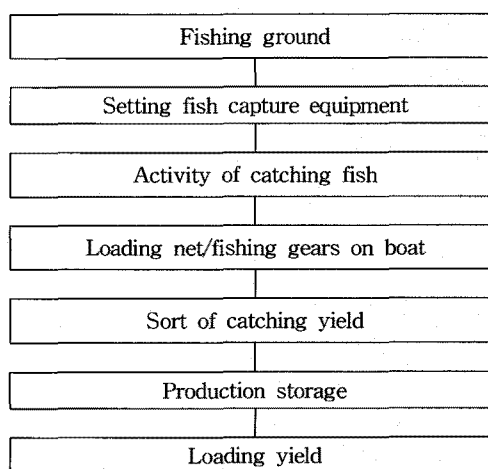 Fishing ground
Setting fish capture equipment
Activity of catching fish
Loading net/fishing gears on boat
Sort of catching yield
Production storage
Loading yield